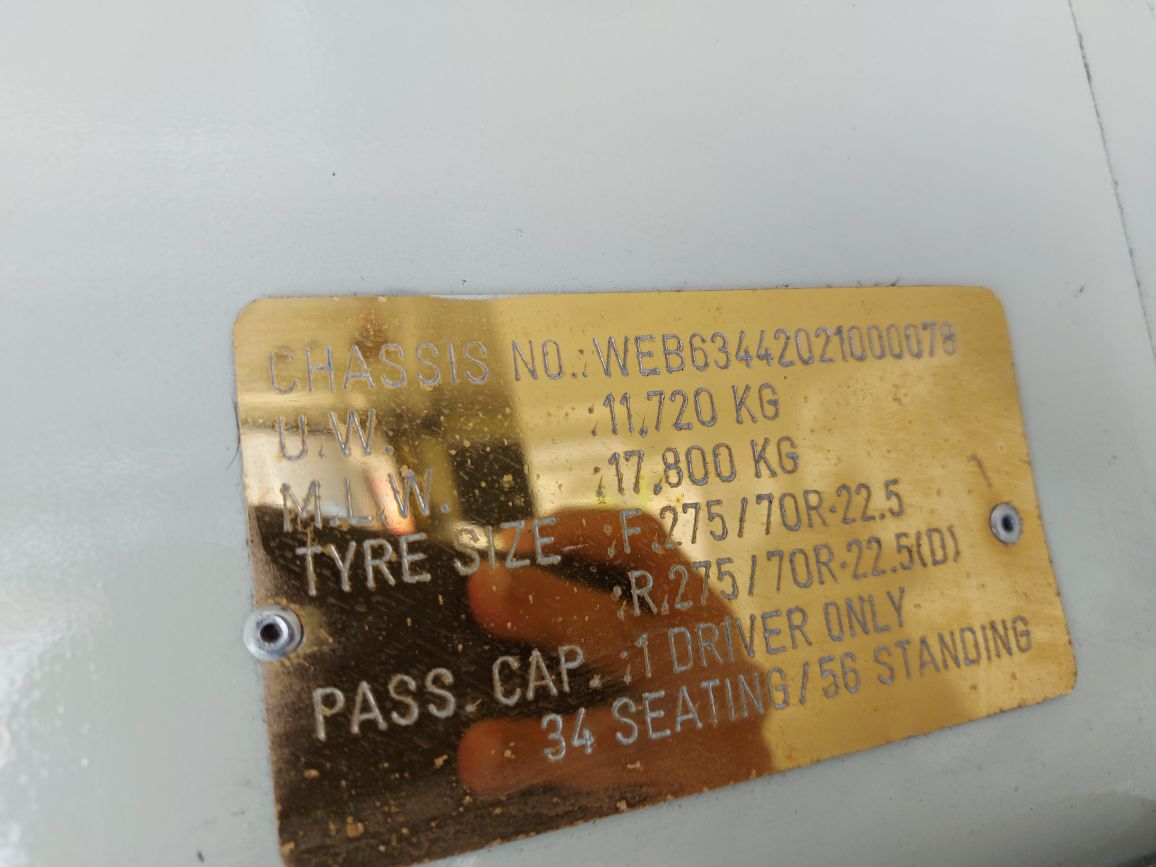 CHASSIS NO.:WEB63442021000078
U.W. :11,720 KG
M.L.W. :17,800 KG
TYRE SIZE :F.275/70R-22.5
:R.275/70R-22.5(D)
PASS. CAP. :1 DRIVER ONLY
34 SEATING/56 STANDING